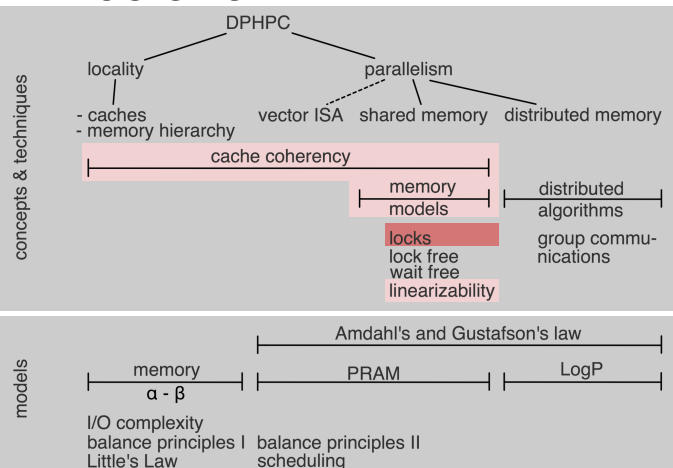 DPHPC
locality
parallelism
- caches
- memory hierarchy
vector ISA
shared memory
distributed memory
concepts & techniques
cache coherency
memory
models
distributed
algorithms
locks
lock free
wait free
linearizability
group commu-
nications
models
Amdahl's and Gustafson's law
memory
α - β
PRAM
LogP
I/O complexity
balance principles I
Little's Law
balance principles II
scheduling